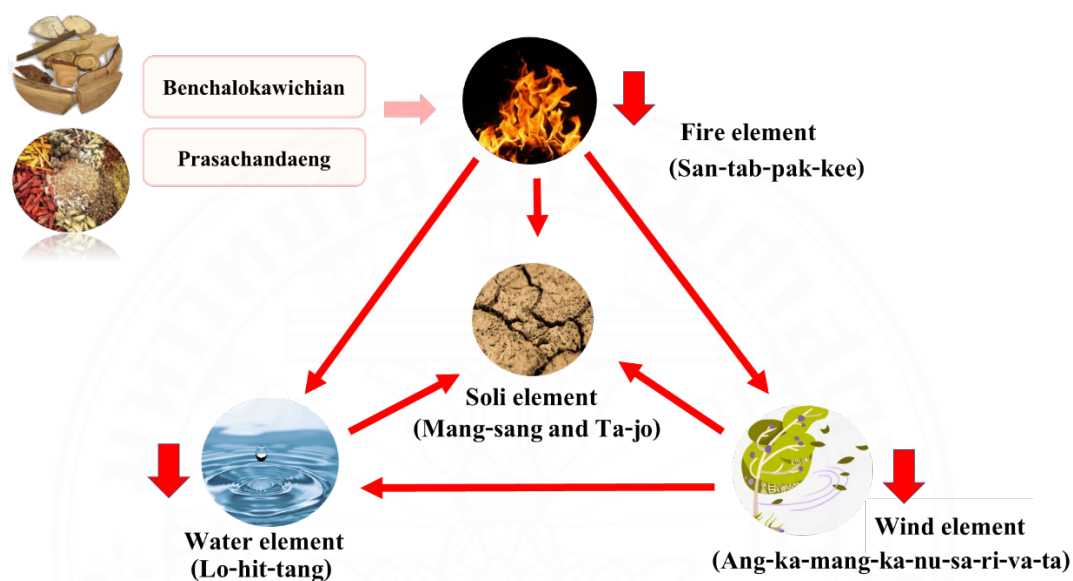 Benchalokawichian
Prasachandaeng
Fire element
(San-tab-pak-kee)
Soli element
(Mang-sang and Ta-jo)
Water element
(Lo-hit-tang)
Wind element
(Ang-ka-mang-ka-nu-sa-ri-va-ta)